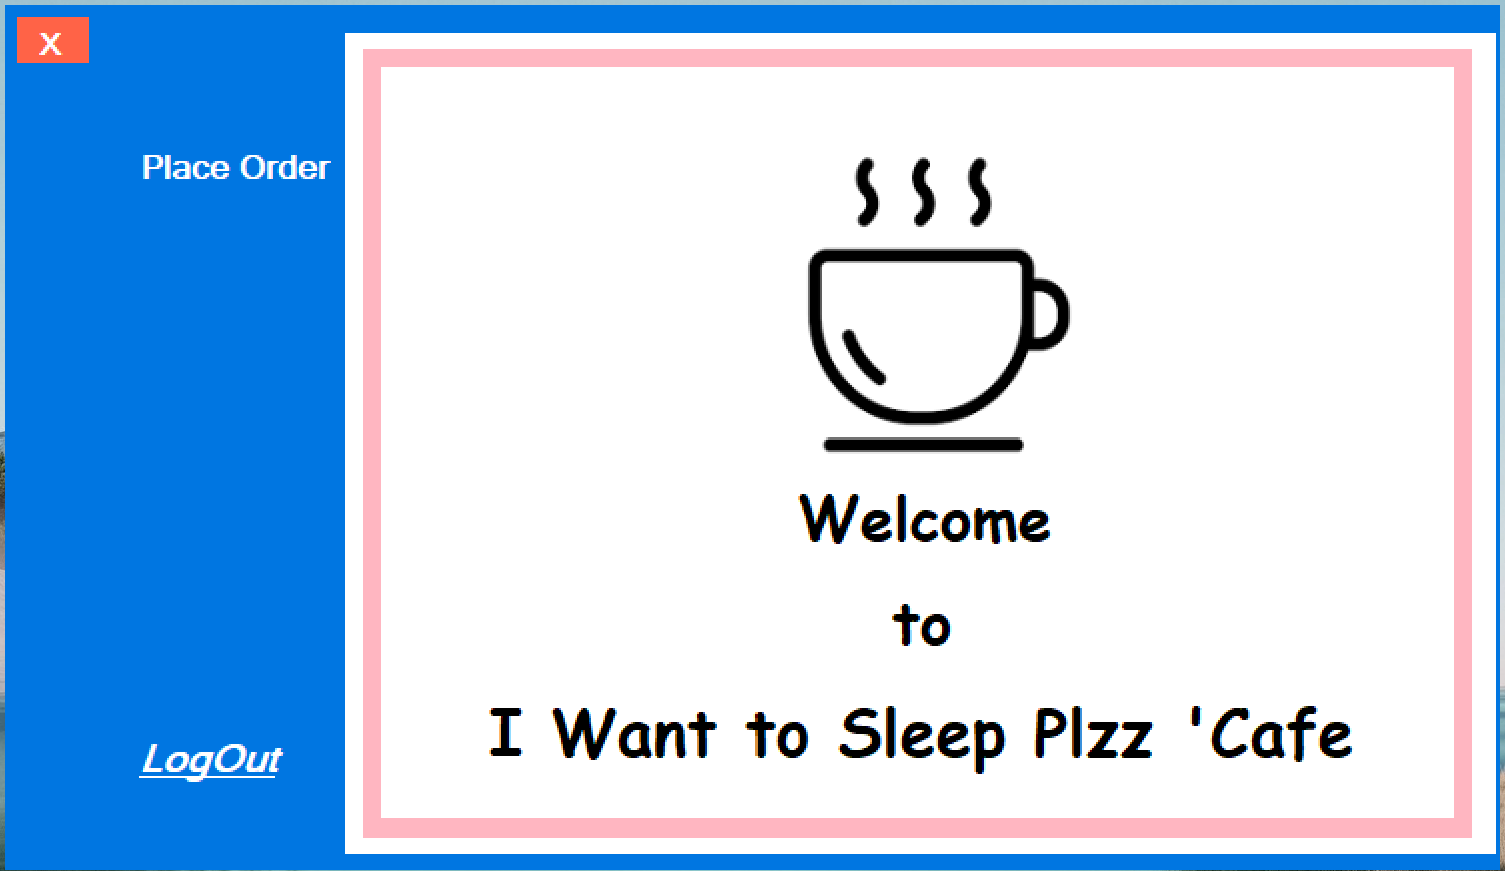 X
Place Order
Welcome
to
I Want to Sleep Plzz 'Cafe
LogOut